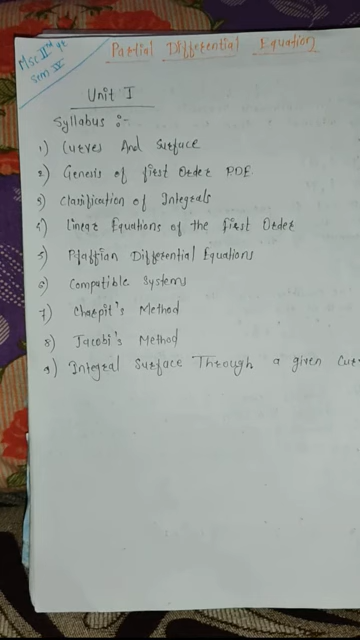 MSc IInd yr
Sem IV
Partial Differential Equation
Unit I
Syllabus :-
1) Curves And Surface
2) Genesis of first Order PDE
3) Classification of Integrals
4) Linear Equations of the first Order
5) Pfaffian Differential Equations
6) Compatible Systems
7) Charpit's Method
8) Jacobi's Method
9) Integral Surface Through a given Cur